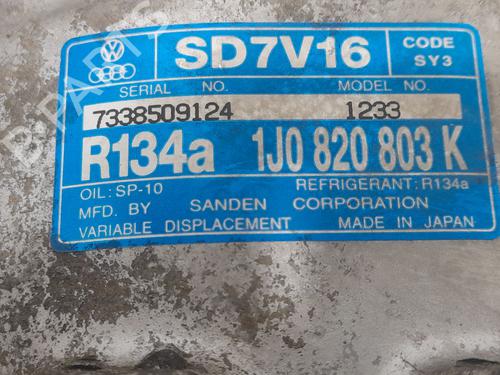 SD7V16
CODE
SY3
SERIAL NO.
MODEL NO.
7338509124
1233
R134a 1J0 820 803 K
OIL: SP-10
REFRIGERANT: R134a
MFD. BY SANDEN CORPORATION
VARIABLE DISPLACEMENT MADE IN JAPAN